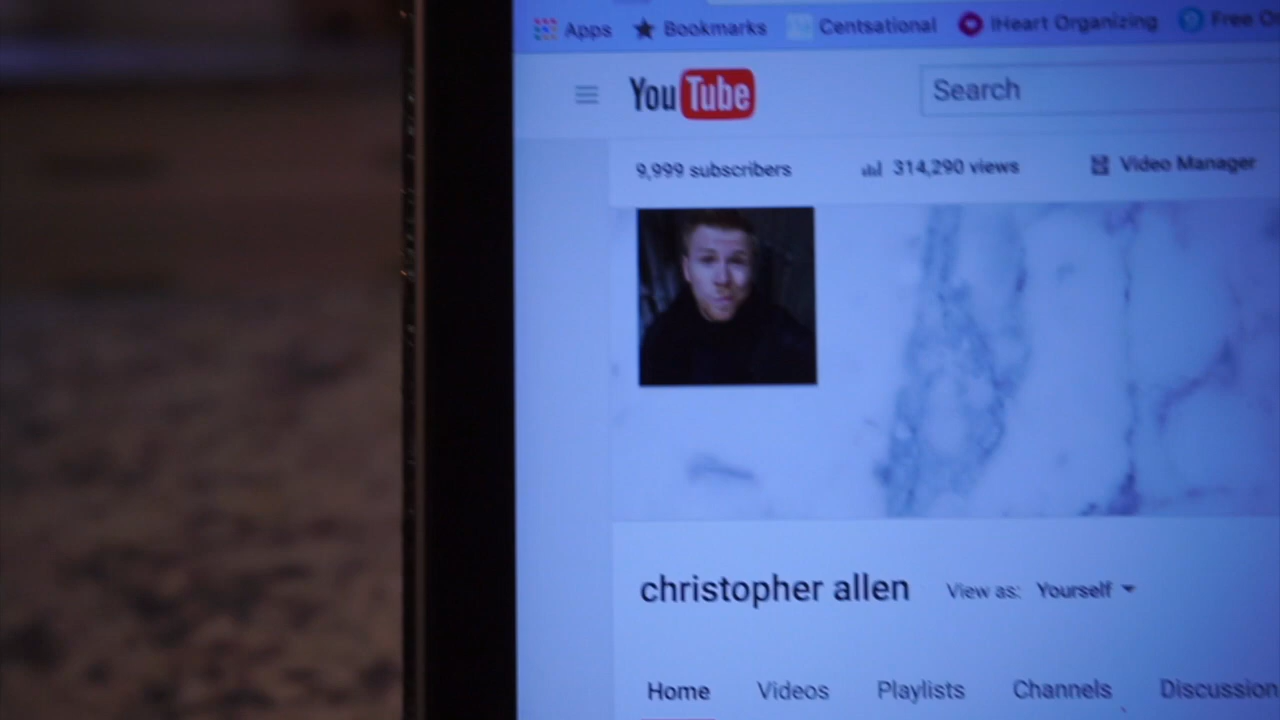 Apps Bookmarks Centsational IHeart Organizing Free
YouTube Search
9,999 subscribers 314,290 views Video Manager
christopher allen View as: Yourself
Home Videos Playlists Channels Discussion